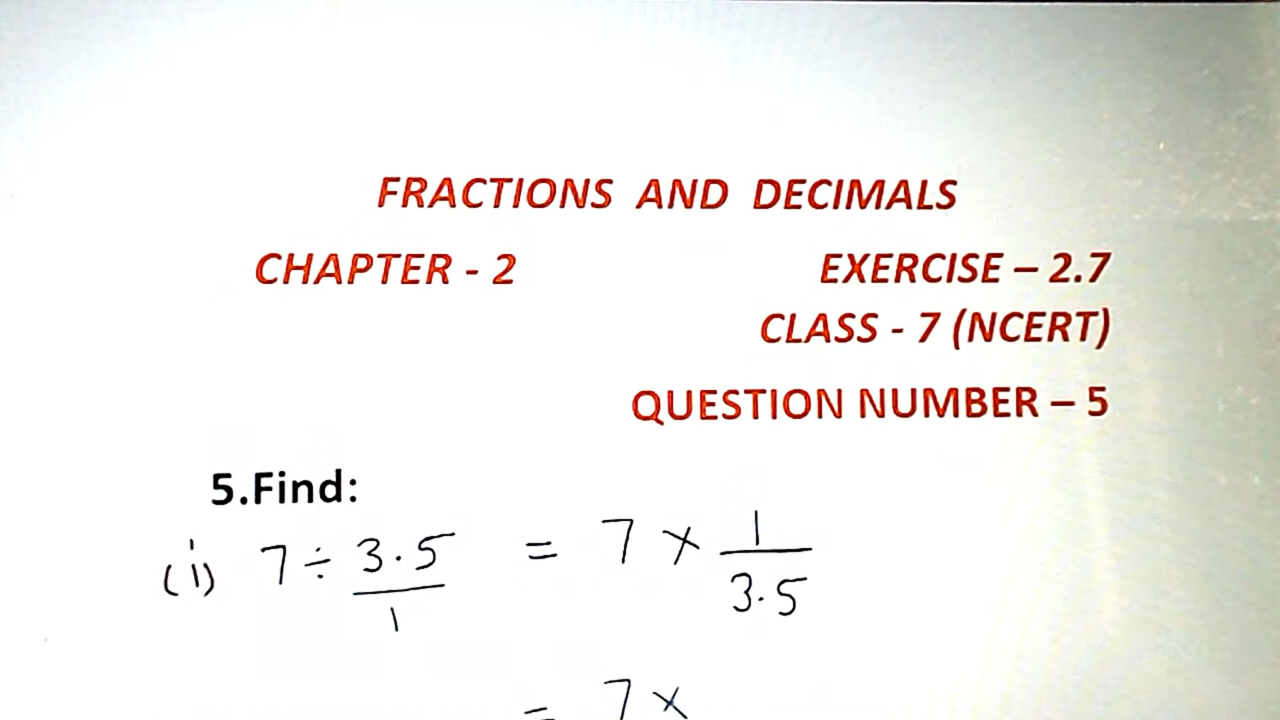 FRACTIONS AND DECIMALS
CHAPTER - 2 EXERCISE – 2.7
CLASS - 7 (NCERT)
QUESTION NUMBER – 5
5.Find:
(i) 7 ÷ 3.5/1 = 7 × 1/3.5
= 7 ×